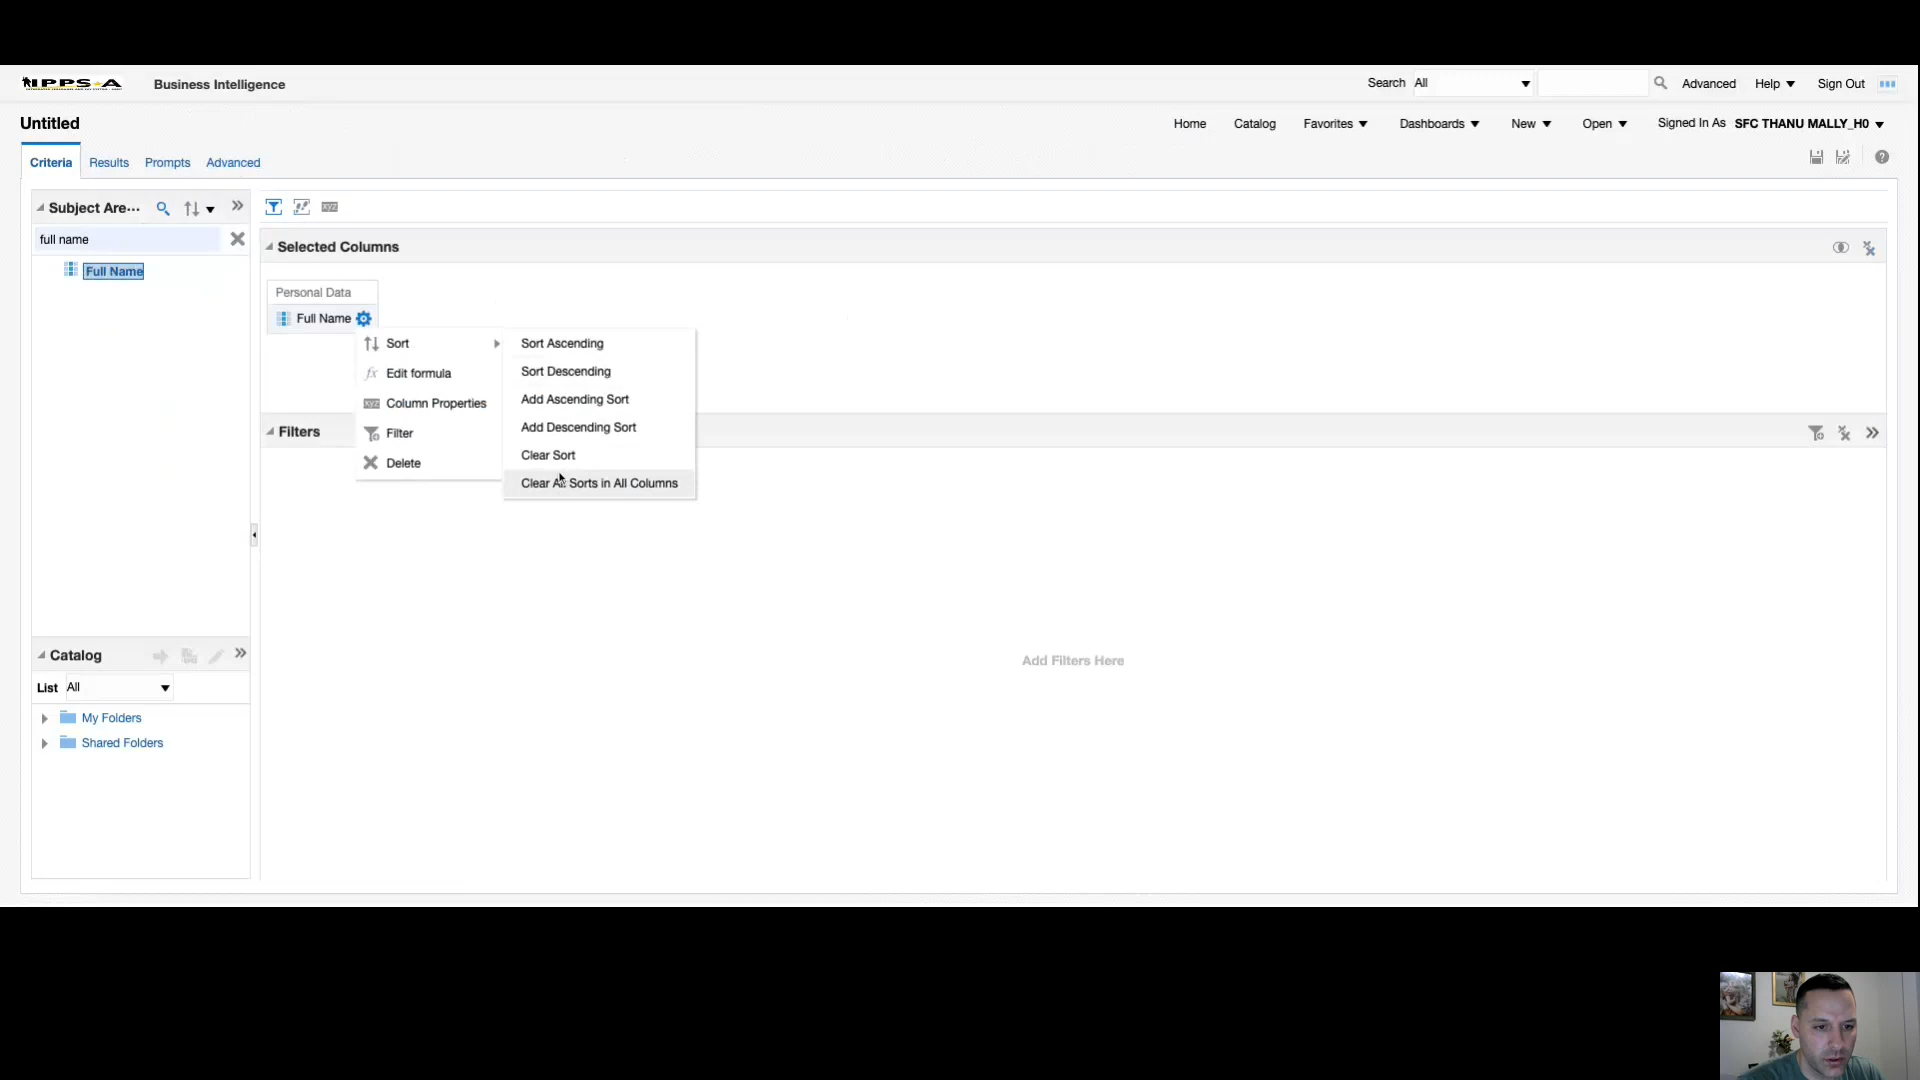 IPPS-A
Business Intelligence
Search All
Advanced
Help
Sign Out
Untitled
Home
Catalog
Favorites
Dashboards
New
Open
Signed In As SFC THANU MALLY_H0
Criteria
Results
Prompts
Advanced
Subject Are...
full name
Full Name
Selected Columns
Personal Data
Full Name
Sort
Edit formula
Column Properties
Filter
Delete
Sort Ascending
Sort Descending
Add Ascending Sort
Add Descending Sort
Clear Sort
Clear All Sorts in All Columns
Filters
Add Filters Here
Catalog
List All
My Folders
Shared Folders